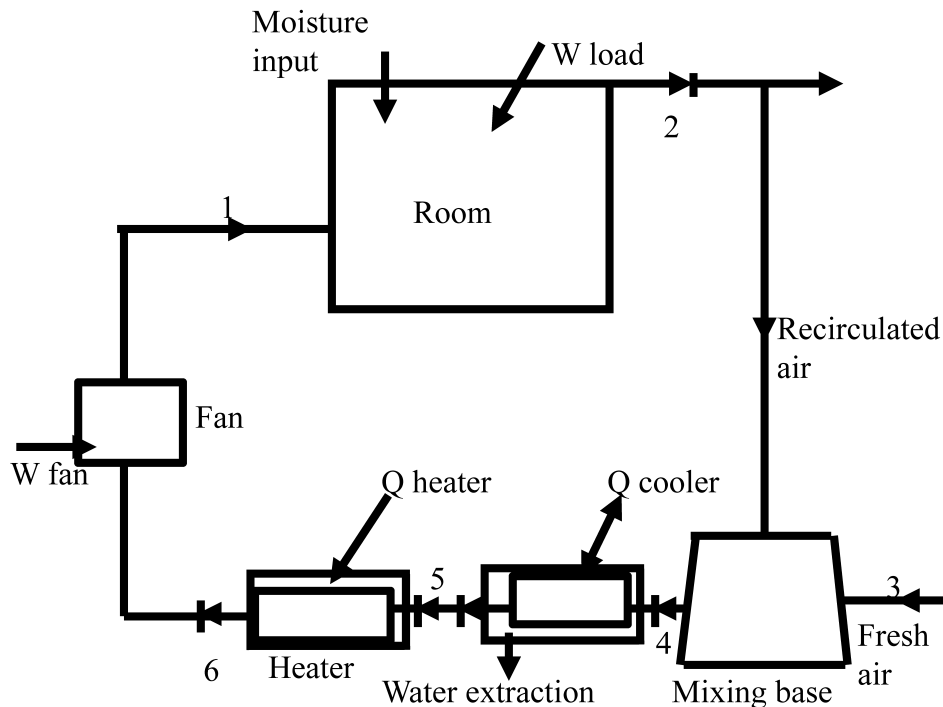 Moisture
input
W load
2
1
Room
Recirculated
air
Fan
W fan
Q heater
Q cooler
5
3
6
4
Fresh
air
Heater
Water extraction
Mixing base